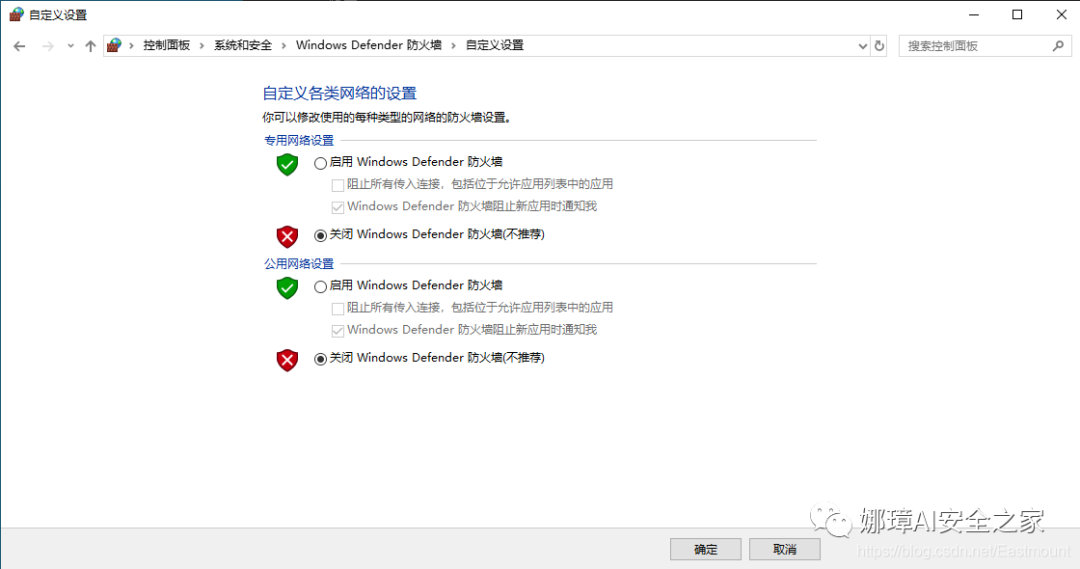 自定义设置
控制面板 › 系统和安全 › Windows Defender 防火墙 › 自定义设置
搜索控制面板
自定义各类网络的设置
你可以修改使用的每种类型的网络的防火墙设置。
专用网络设置
启用 Windows Defender 防火墙
阻止所有传入连接，包括位于允许应用列表中的应用
Windows Defender 防火墙阻止新应用时通知我
关闭 Windows Defender 防火墙(不推荐)
公用网络设置
启用 Windows Defender 防火墙
阻止所有传入连接，包括位于允许应用列表中的应用
Windows Defender 防火墙阻止新应用时通知我
关闭 Windows Defender 防火墙(不推荐)
娜璋AI安全之家
确定 取消
https://blog.csdn.net/Eastmount